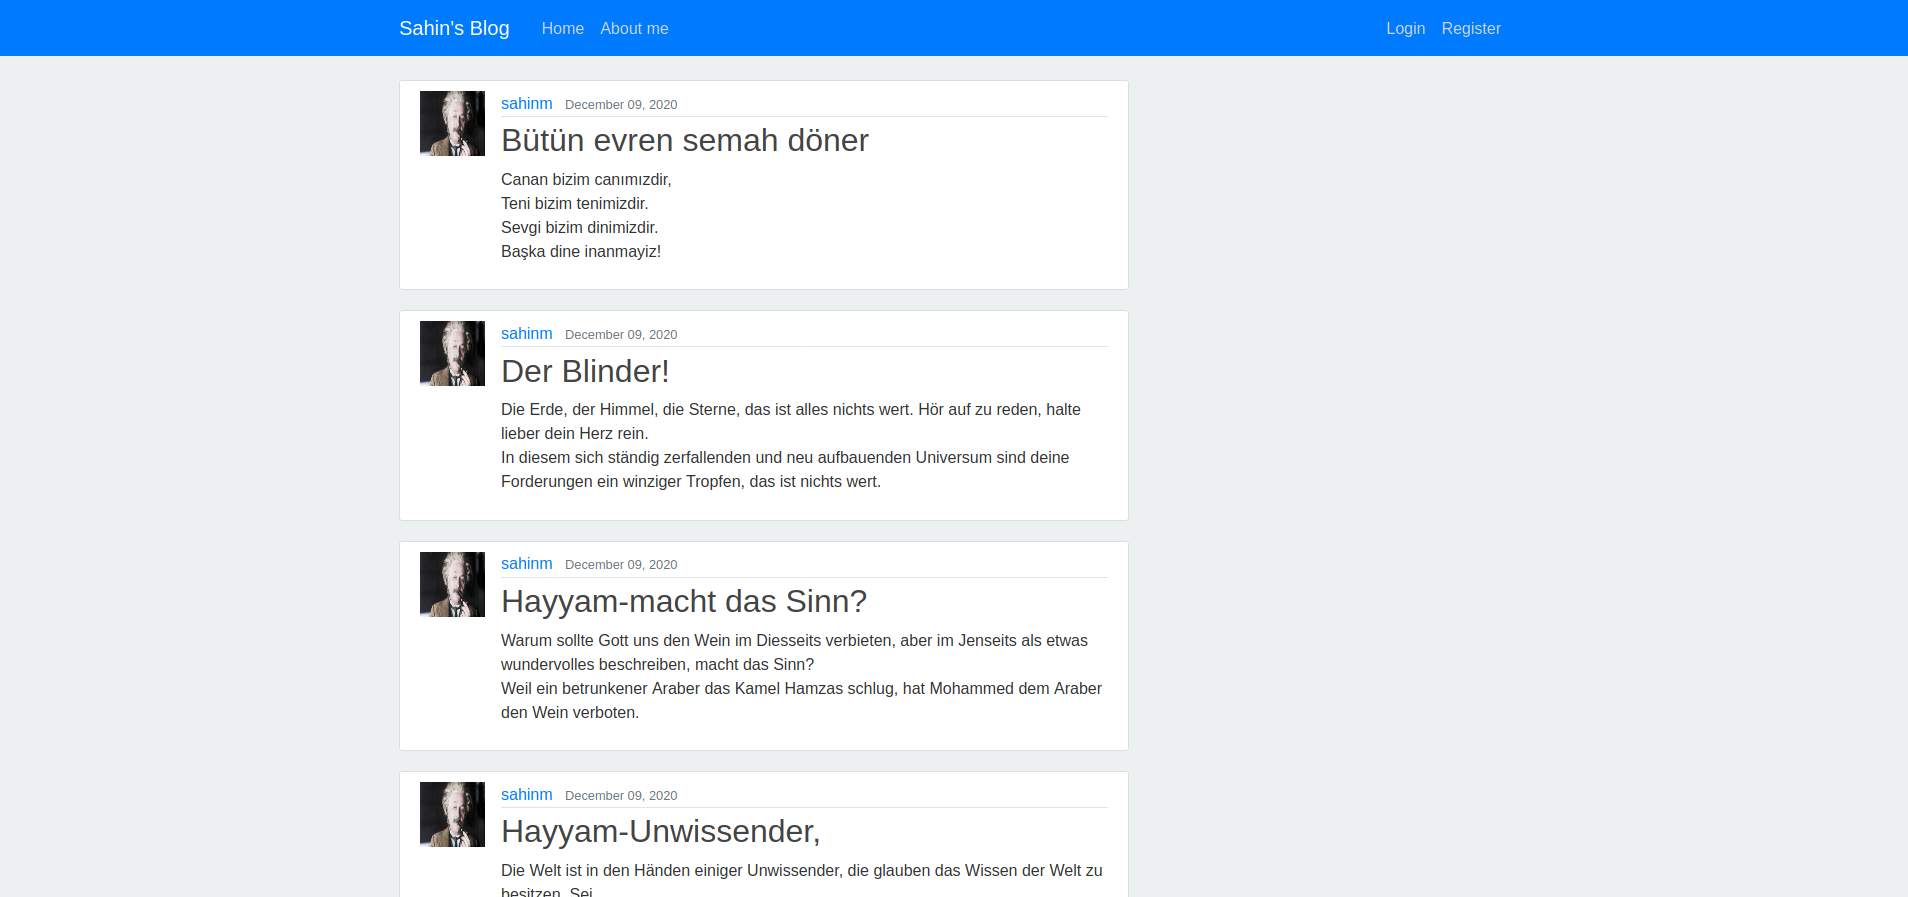 Sahin's Blog Home About me Login Register
sahinm December 09, 2020
Bütün evren semah döner
Canan bizim canımızdir,
Teni bizim tenimizdir.
Sevgi bizim dinimizdir.
Başka dine inanmayiz!
sahinm December 09, 2020
Der Blinder!
Die Erde, der Himmel, die Sterne, das ist alles nichts wert. Hör auf zu reden, halte
lieber dein Herz rein.
In diesem sich ständig zerfallenden und neu aufbauenden Universum sind deine
Forderungen ein winziger Tropfen, das ist nichts wert.
sahinm December 09, 2020
Hayyam-macht das Sinn?
Warum sollte Gott uns den Wein im Diesseits verbieten, aber im Jenseits als etwas
wundervolles beschreiben, macht das Sinn?
Weil ein betrunkener Araber das Kamel Hamzas schlug, hat Mohammed dem Araber
den Wein verboten.
sahinm December 09, 2020
Hayyam-Unwissender,
Die Welt ist in den Händen einiger Unwissender, die glauben das Wissen der Welt zu
besitzen. Sei